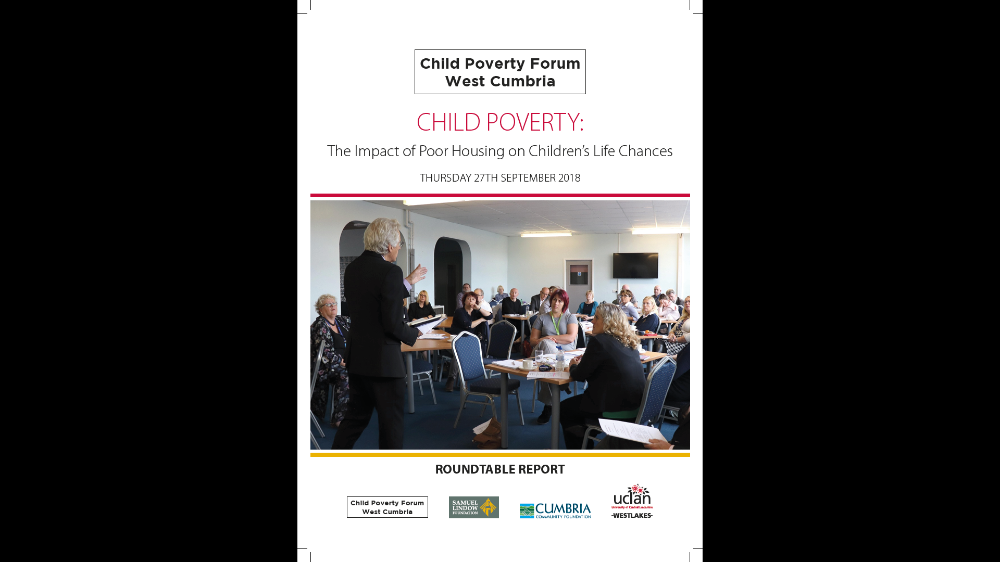 Child Poverty Forum
West Cumbria
CHILD POVERTY:
The Impact of Poor Housing on Children’s Life Chances
THURSDAY 27TH SEPTEMBER 2018
ROUNDTABLE REPORT
Child Poverty Forum
West Cumbria
SAMUEL
LINDOW
FOUNDATION
CUMBRIA
COMMUNITY FOUNDATION
uclan
University of Central Lancashire
WESTLAKES